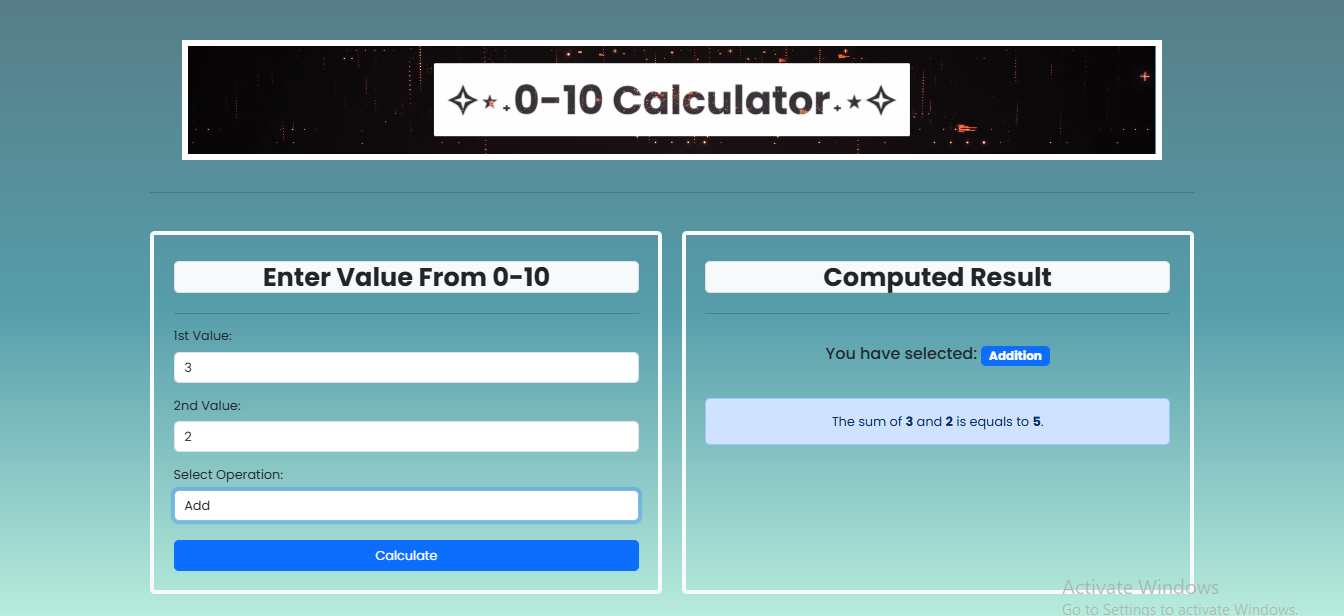 ✧⋆˖0-10 Calculator˖⋆✧
Enter Value From 0-10
1st Value:
3
2nd Value:
2
Select Operation:
Add
Calculate
Computed Result
You have selected: Addition
The sum of 3 and 2 is equals to 5.
Activate Windows
Go to Settings to activate Windows.